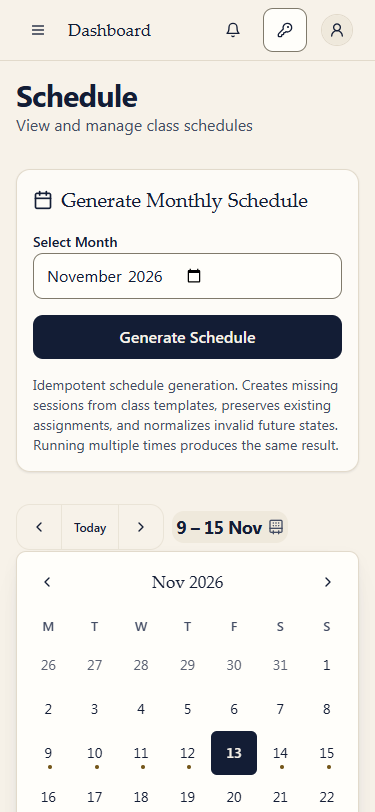 Dashboard
Schedule
View and manage class schedules
Generate Monthly Schedule
Select Month
November 2026
Generate Schedule
Idempotent schedule generation. Creates missing
sessions from class templates, preserves existing
assignments, and normalizes invalid future states.
Running multiple times produces the same result.
Today 9 – 15 Nov
Nov 2026
M T W T F S S
26 27 28 29 30 31 1
2 3 4 5 6 7 8
9 10 11 12 13 14 15
16 17 18 19 20 21 22